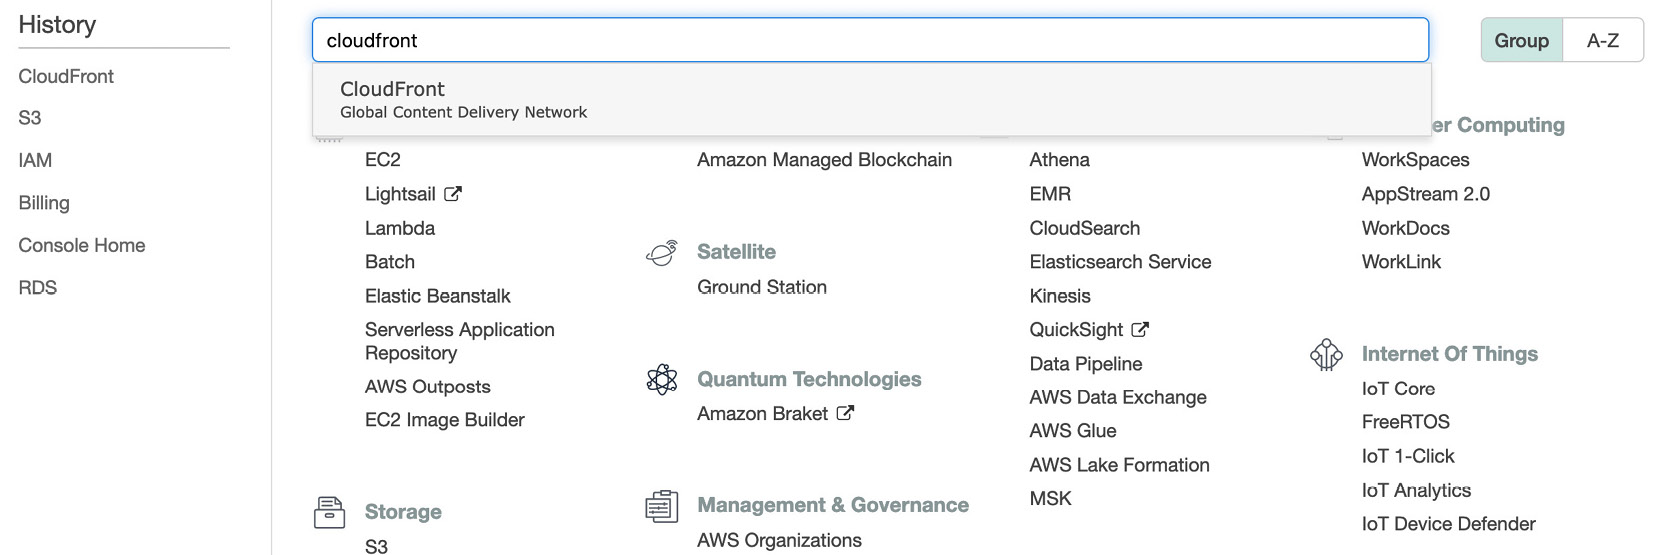 History
CloudFront
S3
IAM
Billing
Console Home
RDS
cloudfront
Group
A-Z
CloudFront
Global Content Delivery Network
EC2
Lightsail
Lambda
Batch
Elastic Beanstalk
Serverless Application
Repository
AWS Outposts
EC2 Image Builder
Storage
S3
Amazon Managed Blockchain
Satellite
Ground Station
Quantum Technologies
Amazon Braket
Management & Governance
AWS Organizations
Athena
EMR
CloudSearch
Elasticsearch Service
Kinesis
QuickSight
Data Pipeline
AWS Data Exchange
AWS Glue
AWS Lake Formation
MSK
er Computing
WorkSpaces
AppStream 2.0
WorkDocs
WorkLink
Internet Of Things
IoT Core
FreeRTOS
IoT 1-Click
IoT Analytics
IoT Device Defender